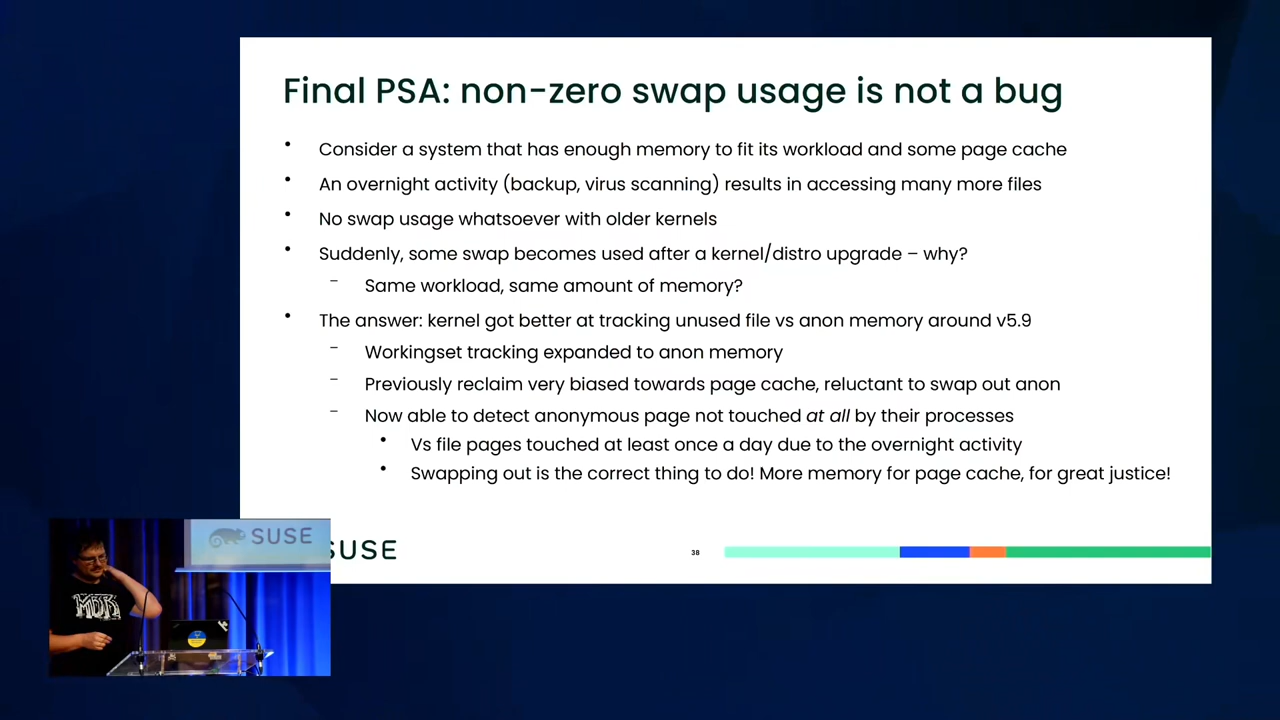 Final PSA: non-zero swap usage is not a bug
• Consider a system that has enough memory to fit its workload and some page cache
• An overnight activity (backup, virus scanning) results in accessing many more files
• No swap usage whatsoever with older kernels
• Suddenly, some swap becomes used after a kernel/distro upgrade – why?
– Same workload, same amount of memory?
• The answer: kernel got better at tracking unused file vs anon memory around v5.9
– Workingset tracking expanded to anon memory
– Previously reclaim very biased towards page cache, reluctant to swap out anon
– Now able to detect anonymous page not touched at all by their processes
• Vs file pages touched at least once a day due to the overnight activity
• Swapping out is the correct thing to do! More memory for page cache, for great justice!
SUSE
SUSE
38